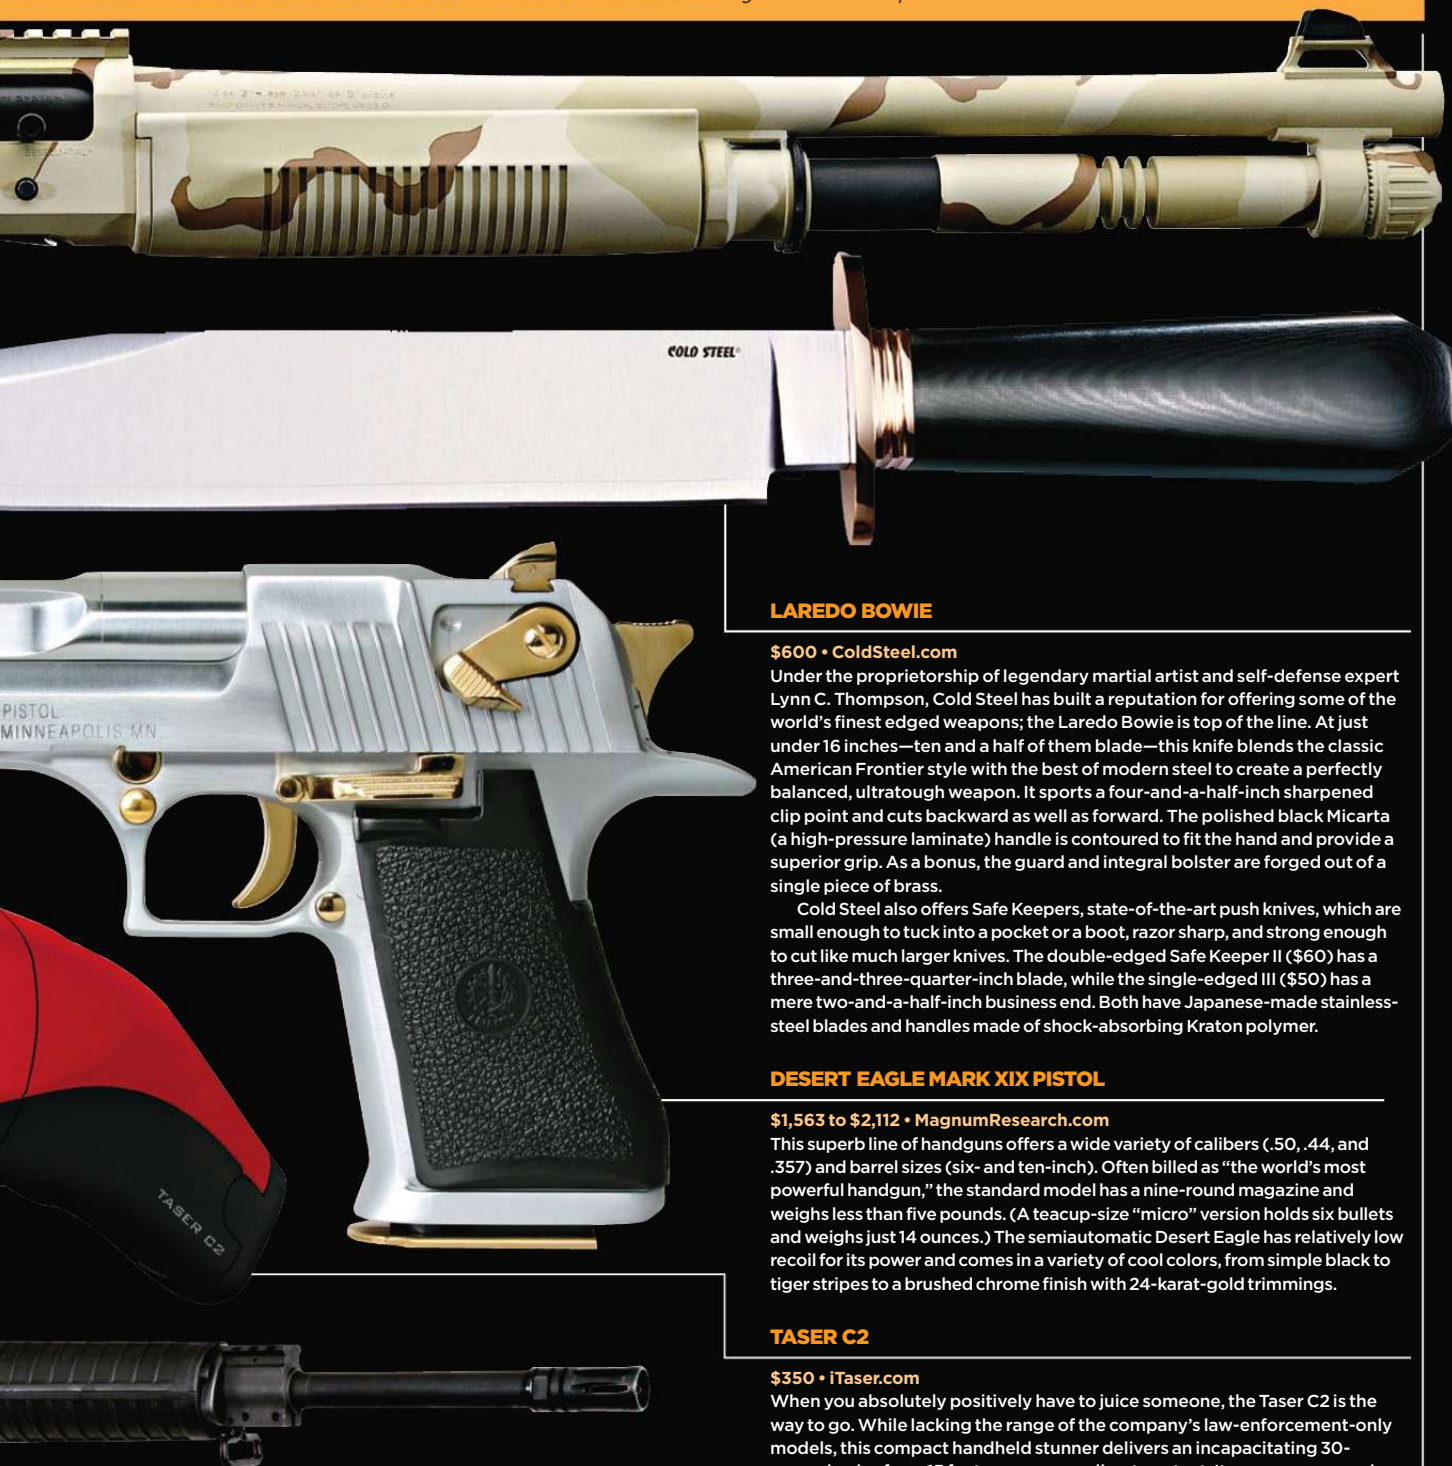 COLD STEEL
PISTOL
MINNEAPOLIS MN
TASER C2
LAREDO BOWIE
$600 • ColdSteel.com
Under the proprietorship of legendary martial artist and self-defense expert
Lynn C. Thompson, Cold Steel has built a reputation for offering some of the
world’s finest edged weapons; the Laredo Bowie is top of the line. At just
under 16 inches—ten and a half of them blade—this knife blends the classic
American Frontier style with the best of modern steel to create a perfectly
balanced, ultratough weapon. It sports a four-and-a-half-inch sharpened
clip point and cuts backward as well as forward. The polished black Micarta
(a high-pressure laminate) handle is contoured to fit the hand and provide a
superior grip. As a bonus, the guard and integral bolster are forged out of a
single piece of brass.
Cold Steel also offers Safe Keepers, state-of-the-art push knives, which are
small enough to tuck into a pocket or a boot, razor sharp, and strong enough
to cut like much larger knives. The double-edged Safe Keeper II ($60) has a
three-and-three-quarter-inch blade, while the single-edged III ($50) has a
mere two-and-a-half-inch business end. Both have Japanese-made stainless-
steel blades and handles made of shock-absorbing Kraton polymer.
DESERT EAGLE MARK XIX PISTOL
$1,563 to $2,112 • MagnumResearch.com
This superb line of handguns offers a wide variety of calibers (.50, .44, and
.357) and barrel sizes (six- and ten-inch). Often billed as “the world’s most
powerful handgun,” the standard model has a nine-round magazine and
weighs less than five pounds. (A teacup-size “micro” version holds six bullets
and weighs just 14 ounces.) The semiautomatic Desert Eagle has relatively low
recoil for its power and comes in a variety of cool colors, from simple black to
tiger stripes to a brushed chrome finish with 24-karat-gold trimmings.
TASER C2
$350 • iTaser.com
When you absolutely positively have to juice someone, the Taser C2 is the
way to go. While lacking the range of the company’s law-enforcement-only
models, this compact handheld stunner delivers an incapacitating 30-